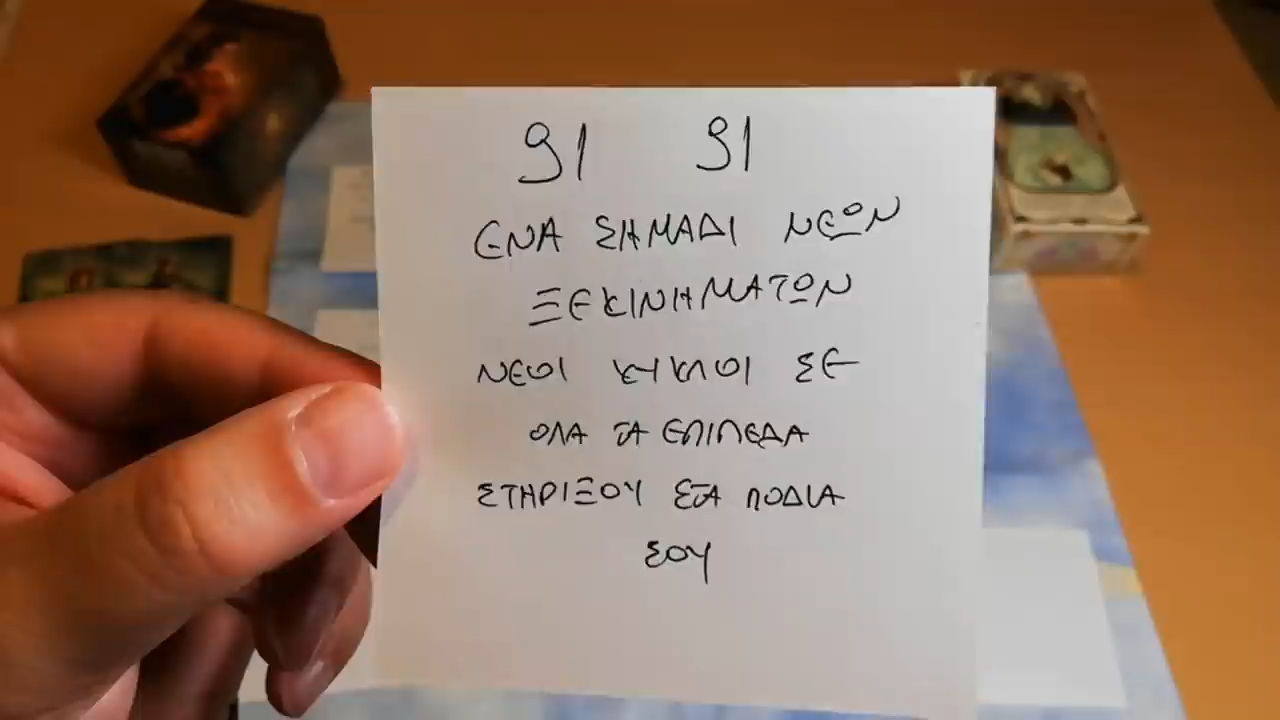 91 91
ΕΝΑ ΣΗΜΑΔΙ ΝΕΩΝ
ΞΕΚΙΝΗΜΑΤΩΝ
ΝΕΟΙ ΚΥΚΛΟΙ ΣΕ
ΟΛΑ ΤΑ ΕΠΙΠΕΔΑ
ΣΤΗΡΙΞΟΥ ΣΤΑ ΠΟΔΙΑ
ΣΟΥ